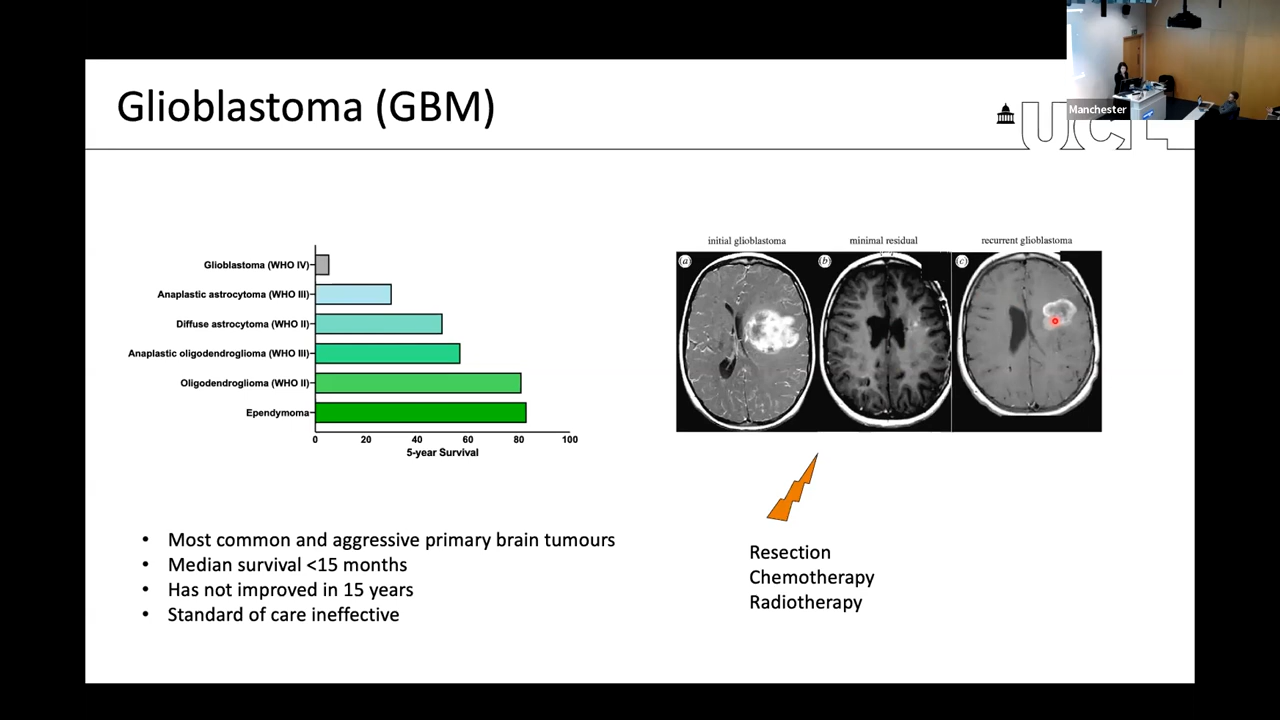 Glioblastoma (GBM)
UCL
Manchester
Glioblastoma (WHO IV)
Anaplastic astrocytoma (WHO III)
Diffuse astrocytoma (WHO II)
Anaplastic oligodendroglioma (WHO III)
Oligodendroglioma (WHO II)
Ependymoma
0 20 40 60 80 100
5-year Survival
initial glioblastoma minimal residual recurrent glioblastoma
(a) (b) (c)
• Most common and aggressive primary brain tumours
• Median survival <15 months
• Has not improved in 15 years
• Standard of care ineffective
Resection
Chemotherapy
Radiotherapy